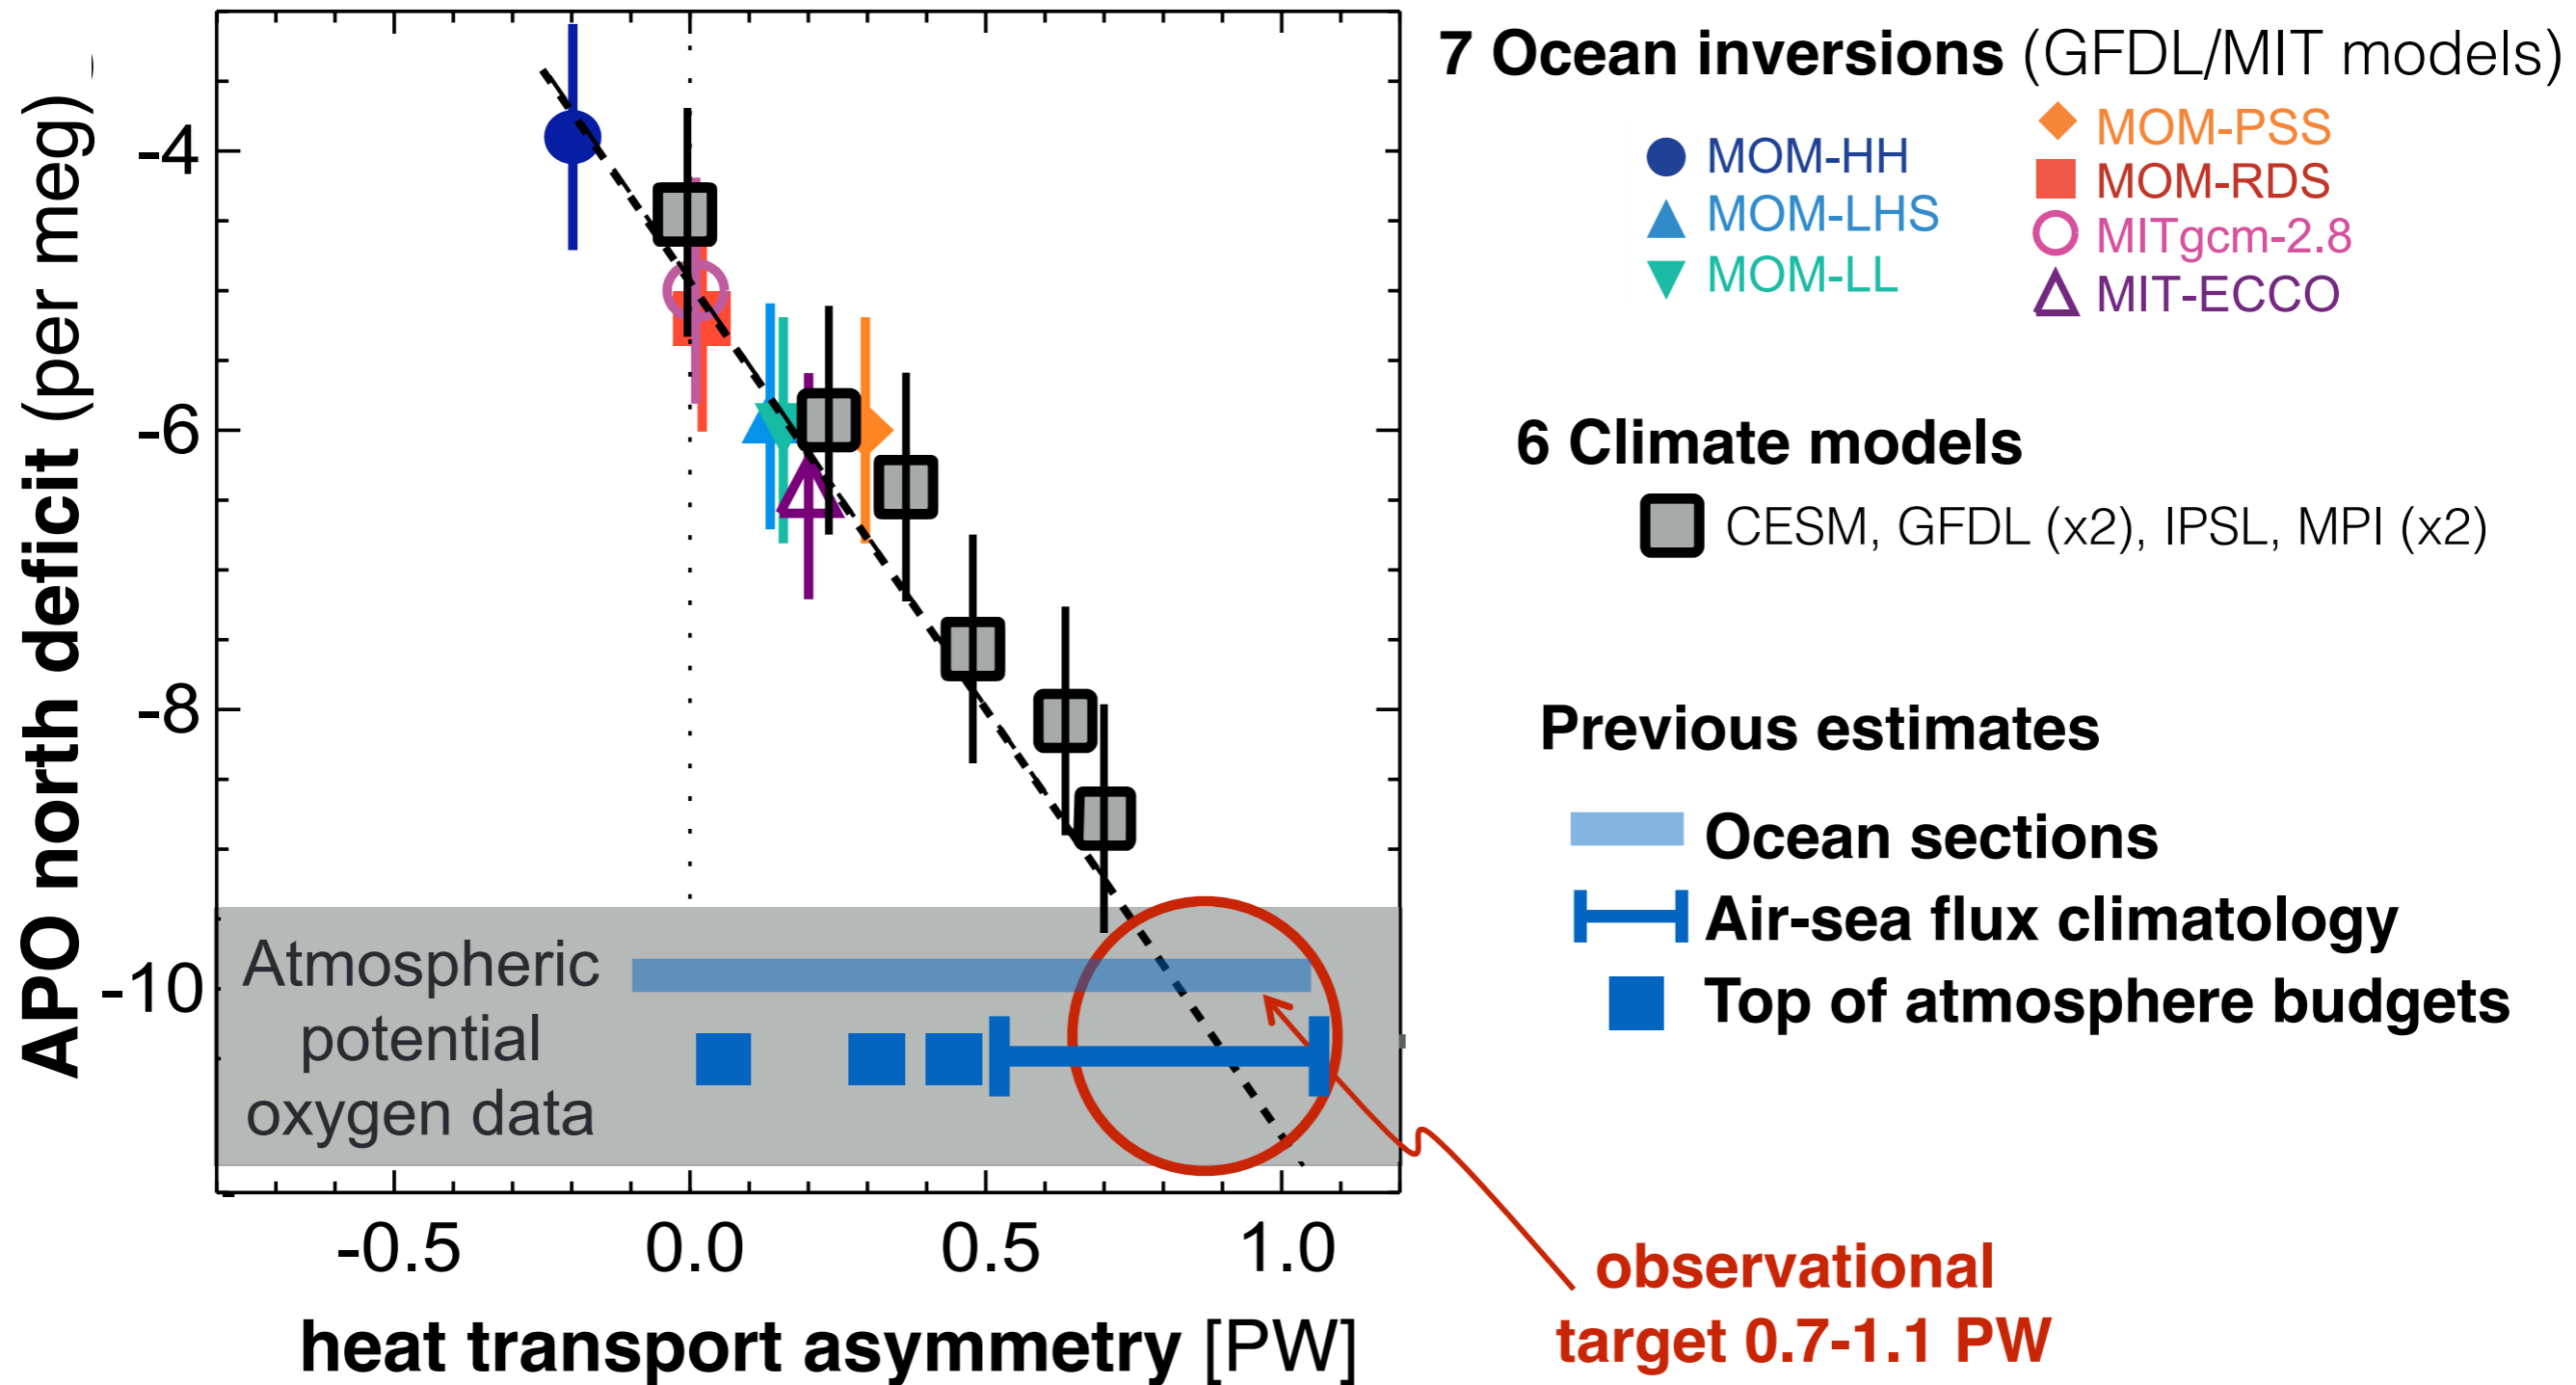 APO north deficit (per meg)
-4
-6
-8
-10
Atmospheric
potential
oxygen data
-0.5
0.0
0.5
1.0
heat transport asymmetry [PW]
7 Ocean inversions (GFDL/MIT models)
MOM-HH
MOM-LHS
MOM-LL
MOM-PSS
MOM-RDS
MITgcm-2.8
MIT-ECCO
6 Climate models
CESM, GFDL (x2), IPSL, MPI (x2)
Previous estimates
Ocean sections
Air-sea flux climatology
Top of atmosphere budgets
observational
target 0.7-1.1 PW